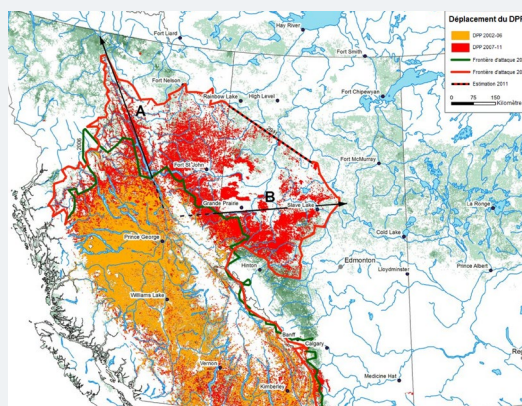 Déplacement du DPP
DPP 2002-06
DPP 2007-11
Frontière d'attaque 20
Frontière d'attaque 20
Estimation 2011
0 75 150
Kilomètre
Hay River
Fort Liard
Fort Smith
Fort Nelson
Rainbow Lake
High Level
Fort Chipewyan
A
2006
2011
Fort McMurray
Fort St John
B
La Ronge
Grande Prairie
Slave Lake
Cold Lake
Prince George
Edmonton
Hinton
Lloydminster
Prince Albert
Williams Lake
Banff
Calgary
Vernon
Medicine Hat
Kimberley